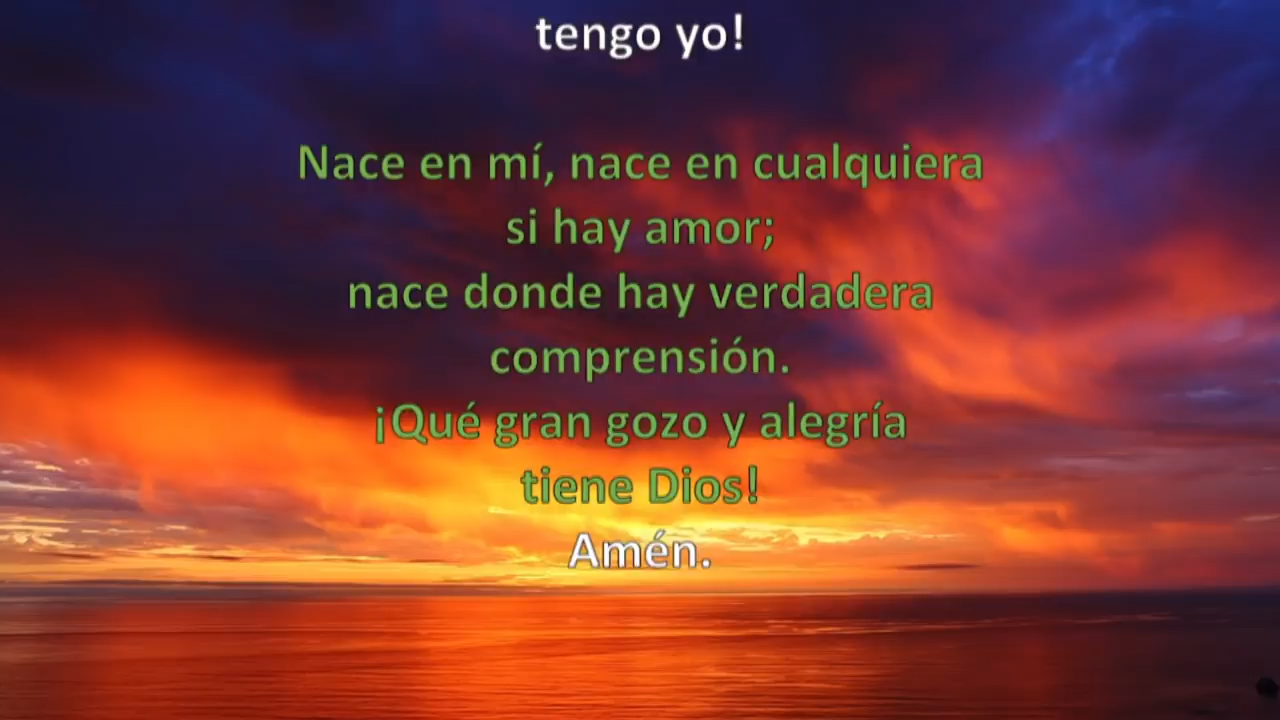 tengo yo!
Nace en mí, nace en cualquiera
si hay amor;
nace donde hay verdadera
comprensión.
¡Qué gran gozo y alegría
tiene Dios!
Amén.